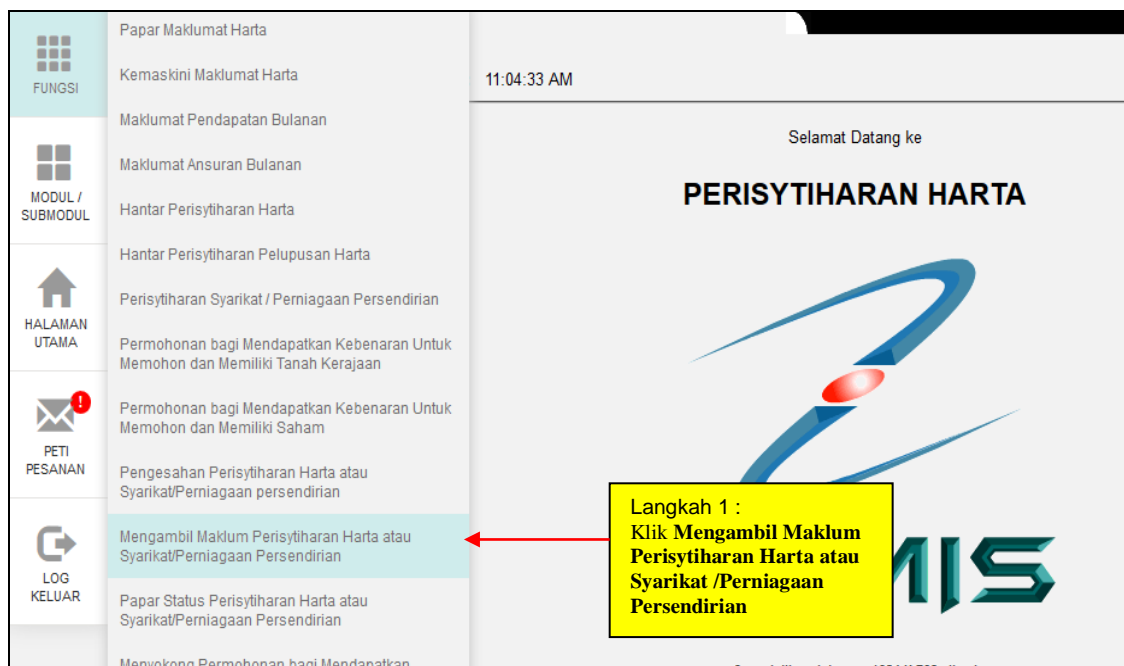 FUNGSI
MODUL /
SUBMODUL
HALAMAN
UTAMA
!
PETI
PESANAN
LOG
KELUAR
Papar Maklumat Harta
Kemaskini Maklumat Harta
Maklumat Pendapatan Bulanan
Maklumat Ansuran Bulanan
Hantar Perisytiharan Harta
Hantar Perisytiharan Pelupusan Harta
Perisytiharan Syarikat / Perniagaan Persendirian
Permohonan bagi Mendapatkan Kebenaran Untuk
Memohon dan Memiliki Tanah Kerajaan
Permohonan bagi Mendapatkan Kebenaran Untuk
Memohon dan Memiliki Saham
Pengesahan Perisytiharan Harta atau
Syarikat/Perniagaan persendirian
Mengambil Maklum Perisytiharan Harta atau
Syarikat/Perniagaan Persendirian
Papar Status Perisytiharan Harta atau
Syarikat/Perniagaan Persendirian
Menyokong Permohonan bagi Mendapatkan
11:04:33 AM
Selamat Datang ke
PERISYTIHARAN HARTA
Langkah 1 :
Klik Mengambil Maklum
Perisytiharan Harta atau
Syarikat /Perniagaan
Persendirian
MIS